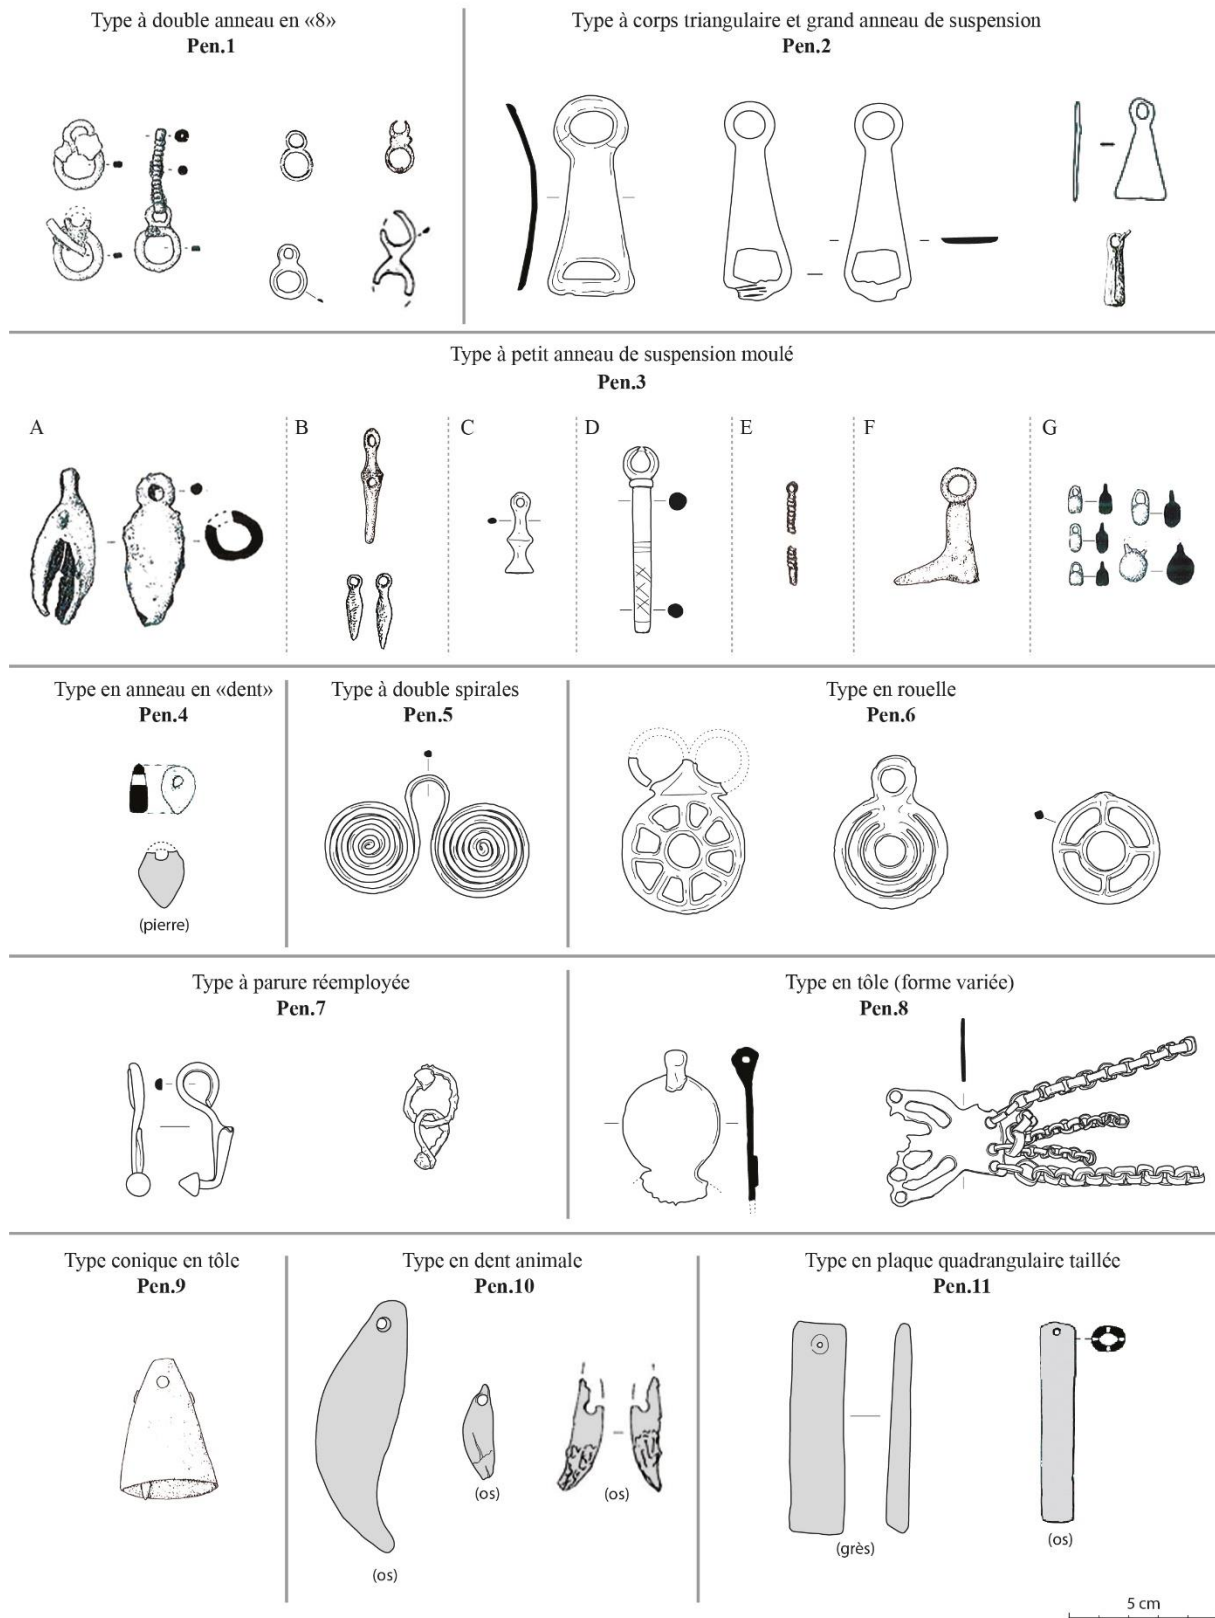 Type à double anneau en «8»
Pen.1
Type à corps triangulaire et grand anneau de suspension
Pen.2
Type à petit anneau de suspension moulé
Pen.3
A
B
C
D
E
F
G
Type en anneau en «dent»
Pen.4
(pierre)
Type à double spirales
Pen.5
Type en rouelle
Pen.6
Type à parure réemployée
Pen.7
Type en tôle (forme variée)
Pen.8
Type conique en tôle
Pen.9
Type en dent animale
Pen.10
(os)
(os)
(os)
Type en plaque quadrangulaire taillée
Pen.11
(grès)
(os)
5 cm